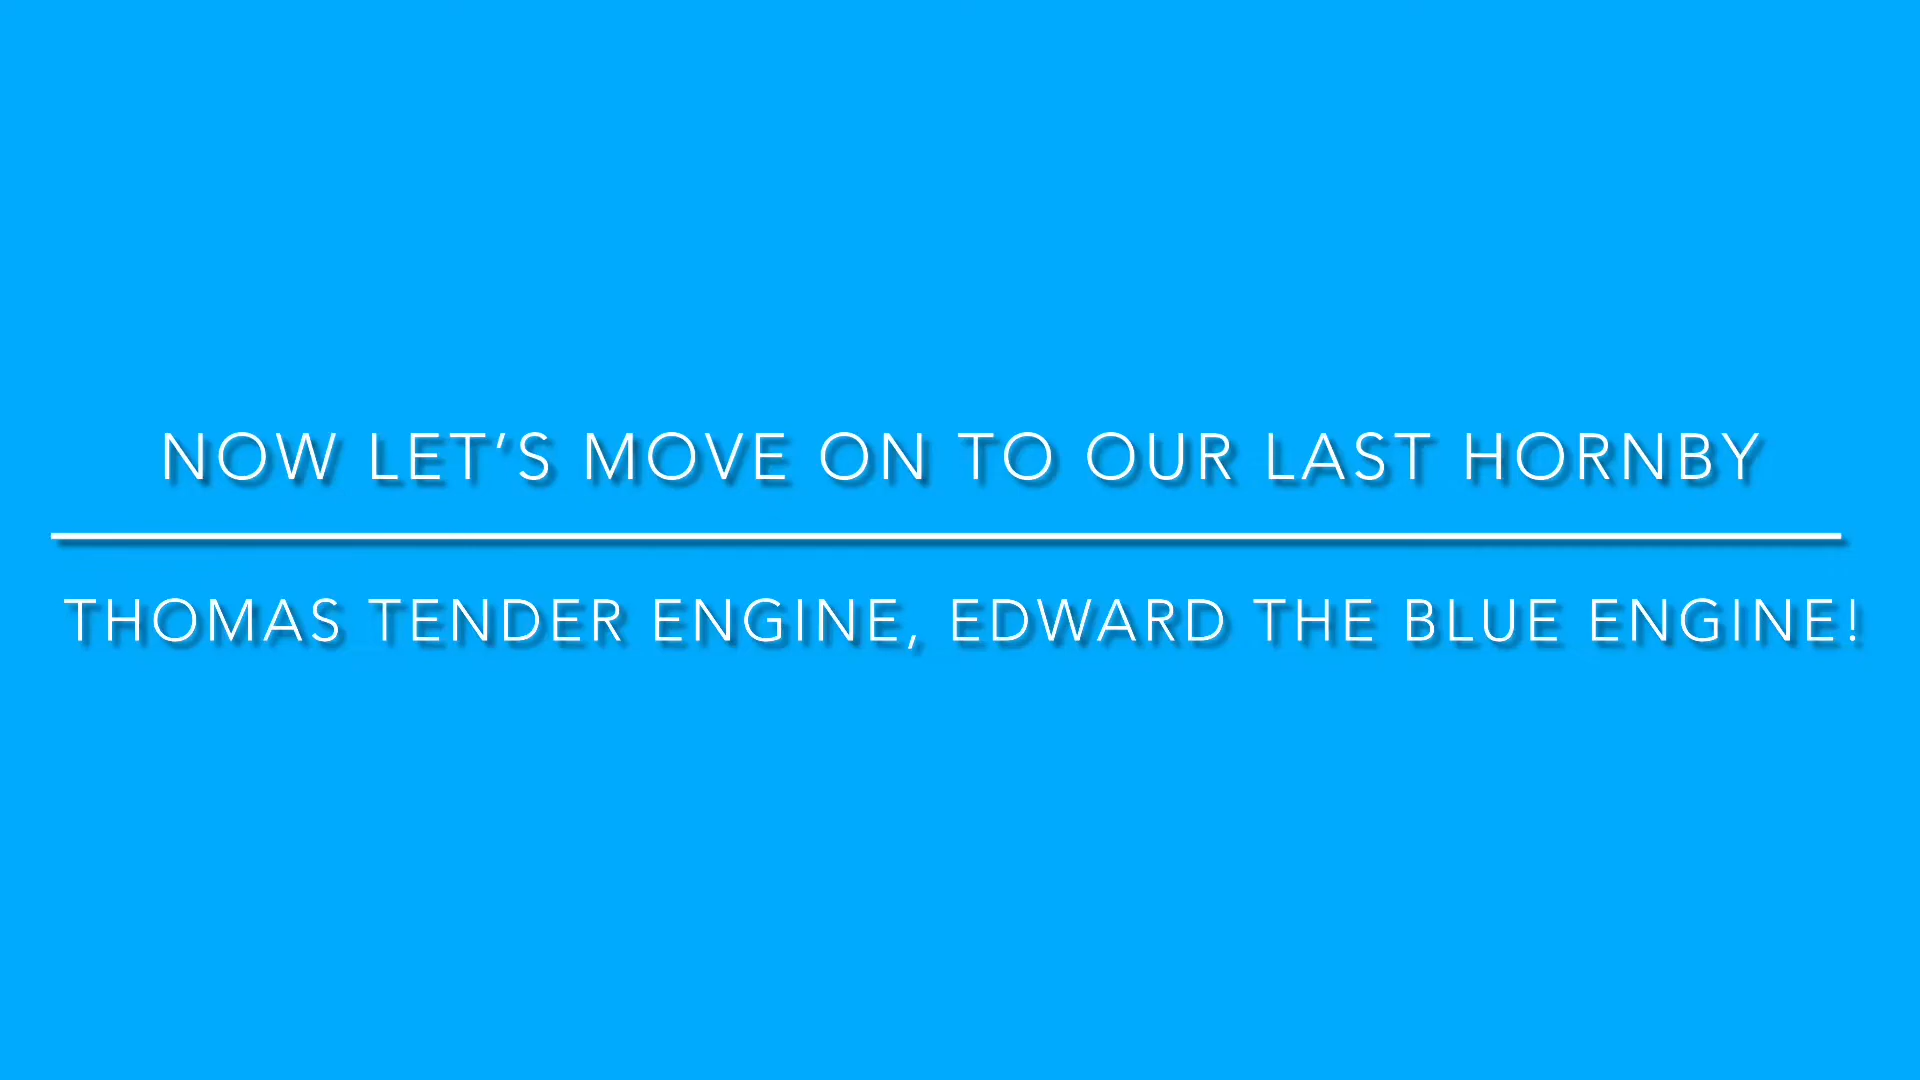 NOW LET’S MOVE ON TO OUR LAST HORNBY
THOMAS TENDER ENGINE, EDWARD THE BLUE ENGINE!